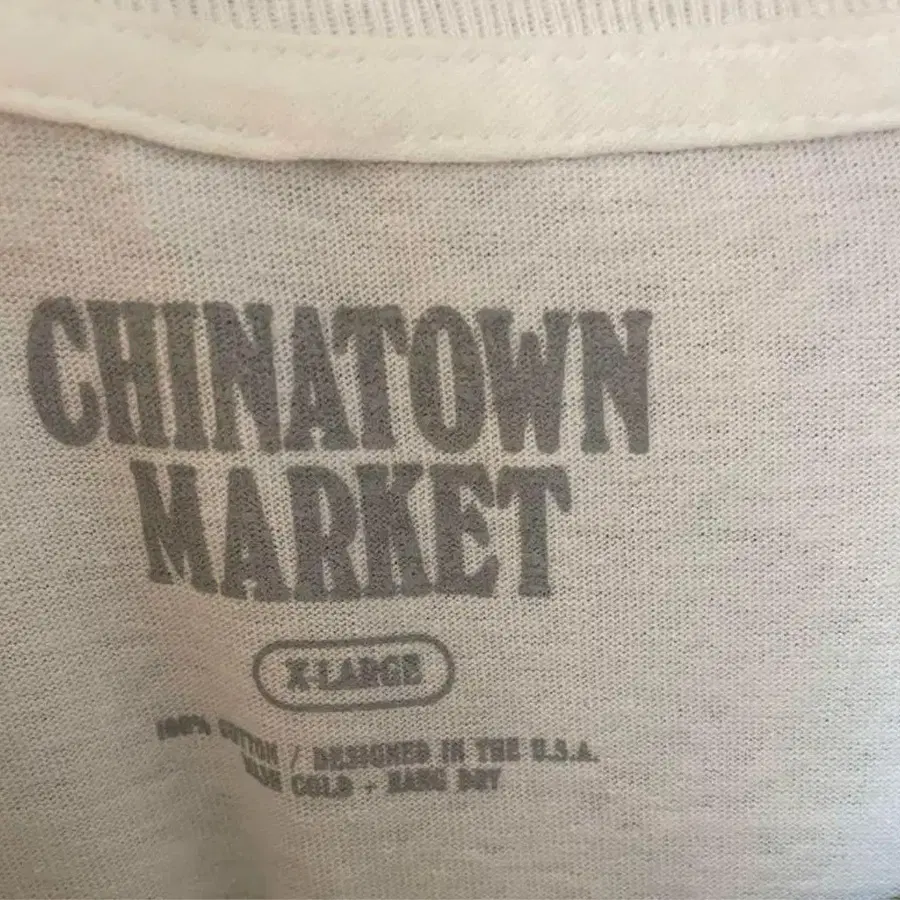 CHINATOWN
MARKET
X-LARGE
100% COTTON / DESIGNED IN THE U.S.A.
WASH COLD + HANG DRY